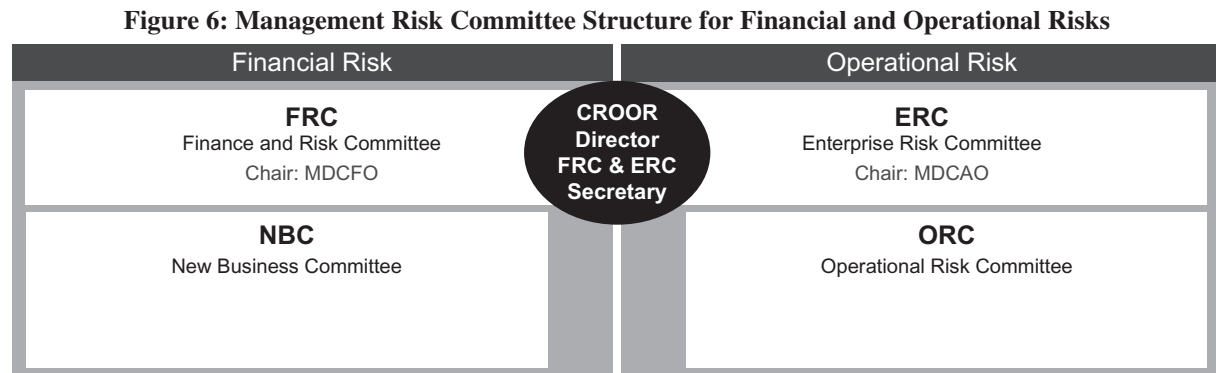 Figure 6: Management Risk Committee Structure for Financial and Operational Risks
Financial Risk
Operational Risk
FRC
Finance and Risk Committee
Chair: MDCFO
CROOR
Director
FRC & ERC
Secretary
ERC
Enterprise Risk Committee
Chair: MDCAO
NBC
New Business Committee
ORC
Operational Risk Committee